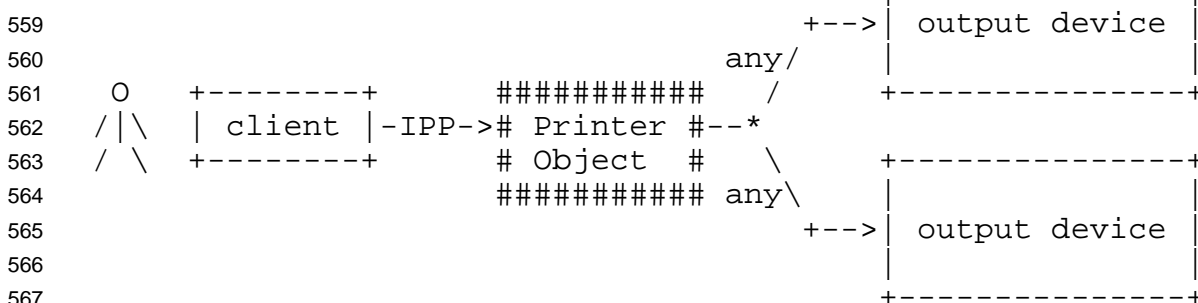 559                                        +-->| output device |
560                                    any/    |               |
561     O    +--------+      ###########   /     +---------------+
562    /|\   | client |-IPP-># Printer #--*
563    / \   +--------+      # Object  #   \     +---------------+
564                          ########### any\    |               |
565                                        +-->| output device |
566                                            |               |
567                                            +---------------+